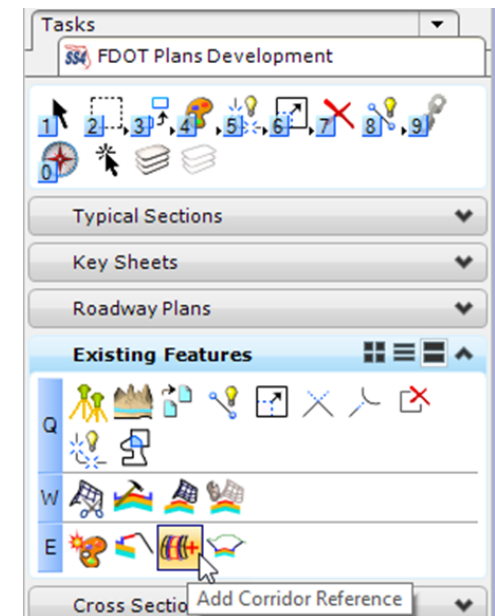 Tasks
SS4 FDOT Plans Development
1 2 3 4 5 6 7 8 9
0
Typical Sections
Key Sheets
Roadway Plans
Existing Features
Q
W
E
Add Corridor Reference
Cross Sectio